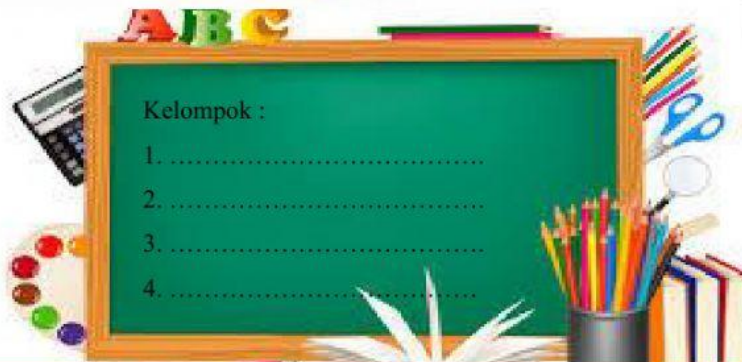 ABC
Kelompok :
1. ......................................
2. ......................................
3. ......................................
4. ......................................